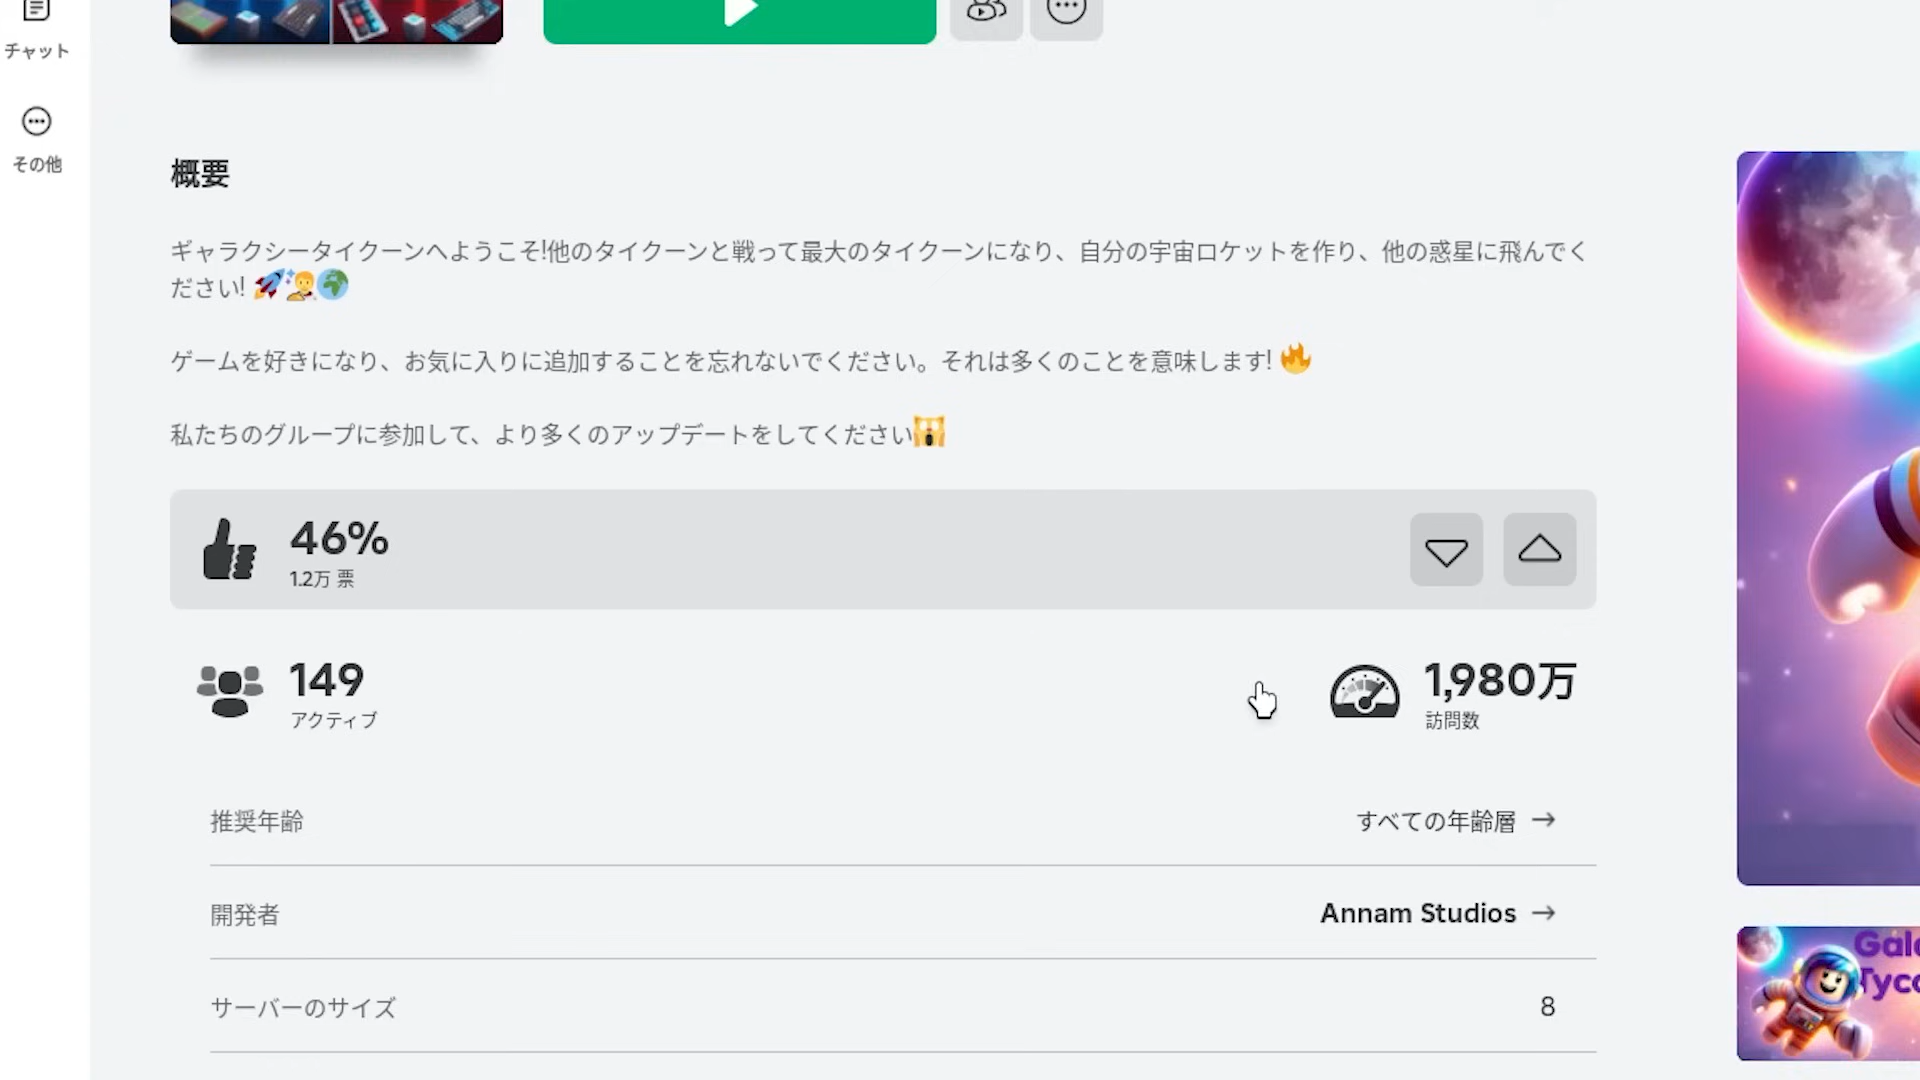 チャット
その他
概要
ギャラクシータイクーンへようこそ!他のタイクーンと戦って最大のタイクーンになり、自分の宇宙ロケットを作り、他の惑星に飛んでく
ださい! 🚀👨‍🚀🌍
ゲームを好きになり、お気に入りに追加することを忘れないでください。それは多くのことを意味します! 🔥
私たちのグループに参加して、より多くのアップデートをしてください🙀
46%
1.2万 票
149
アクティブ
1,980万
訪問数
推奨年齢
すべての年齢層 →
開発者
Annam Studios →
サーバーのサイズ
8